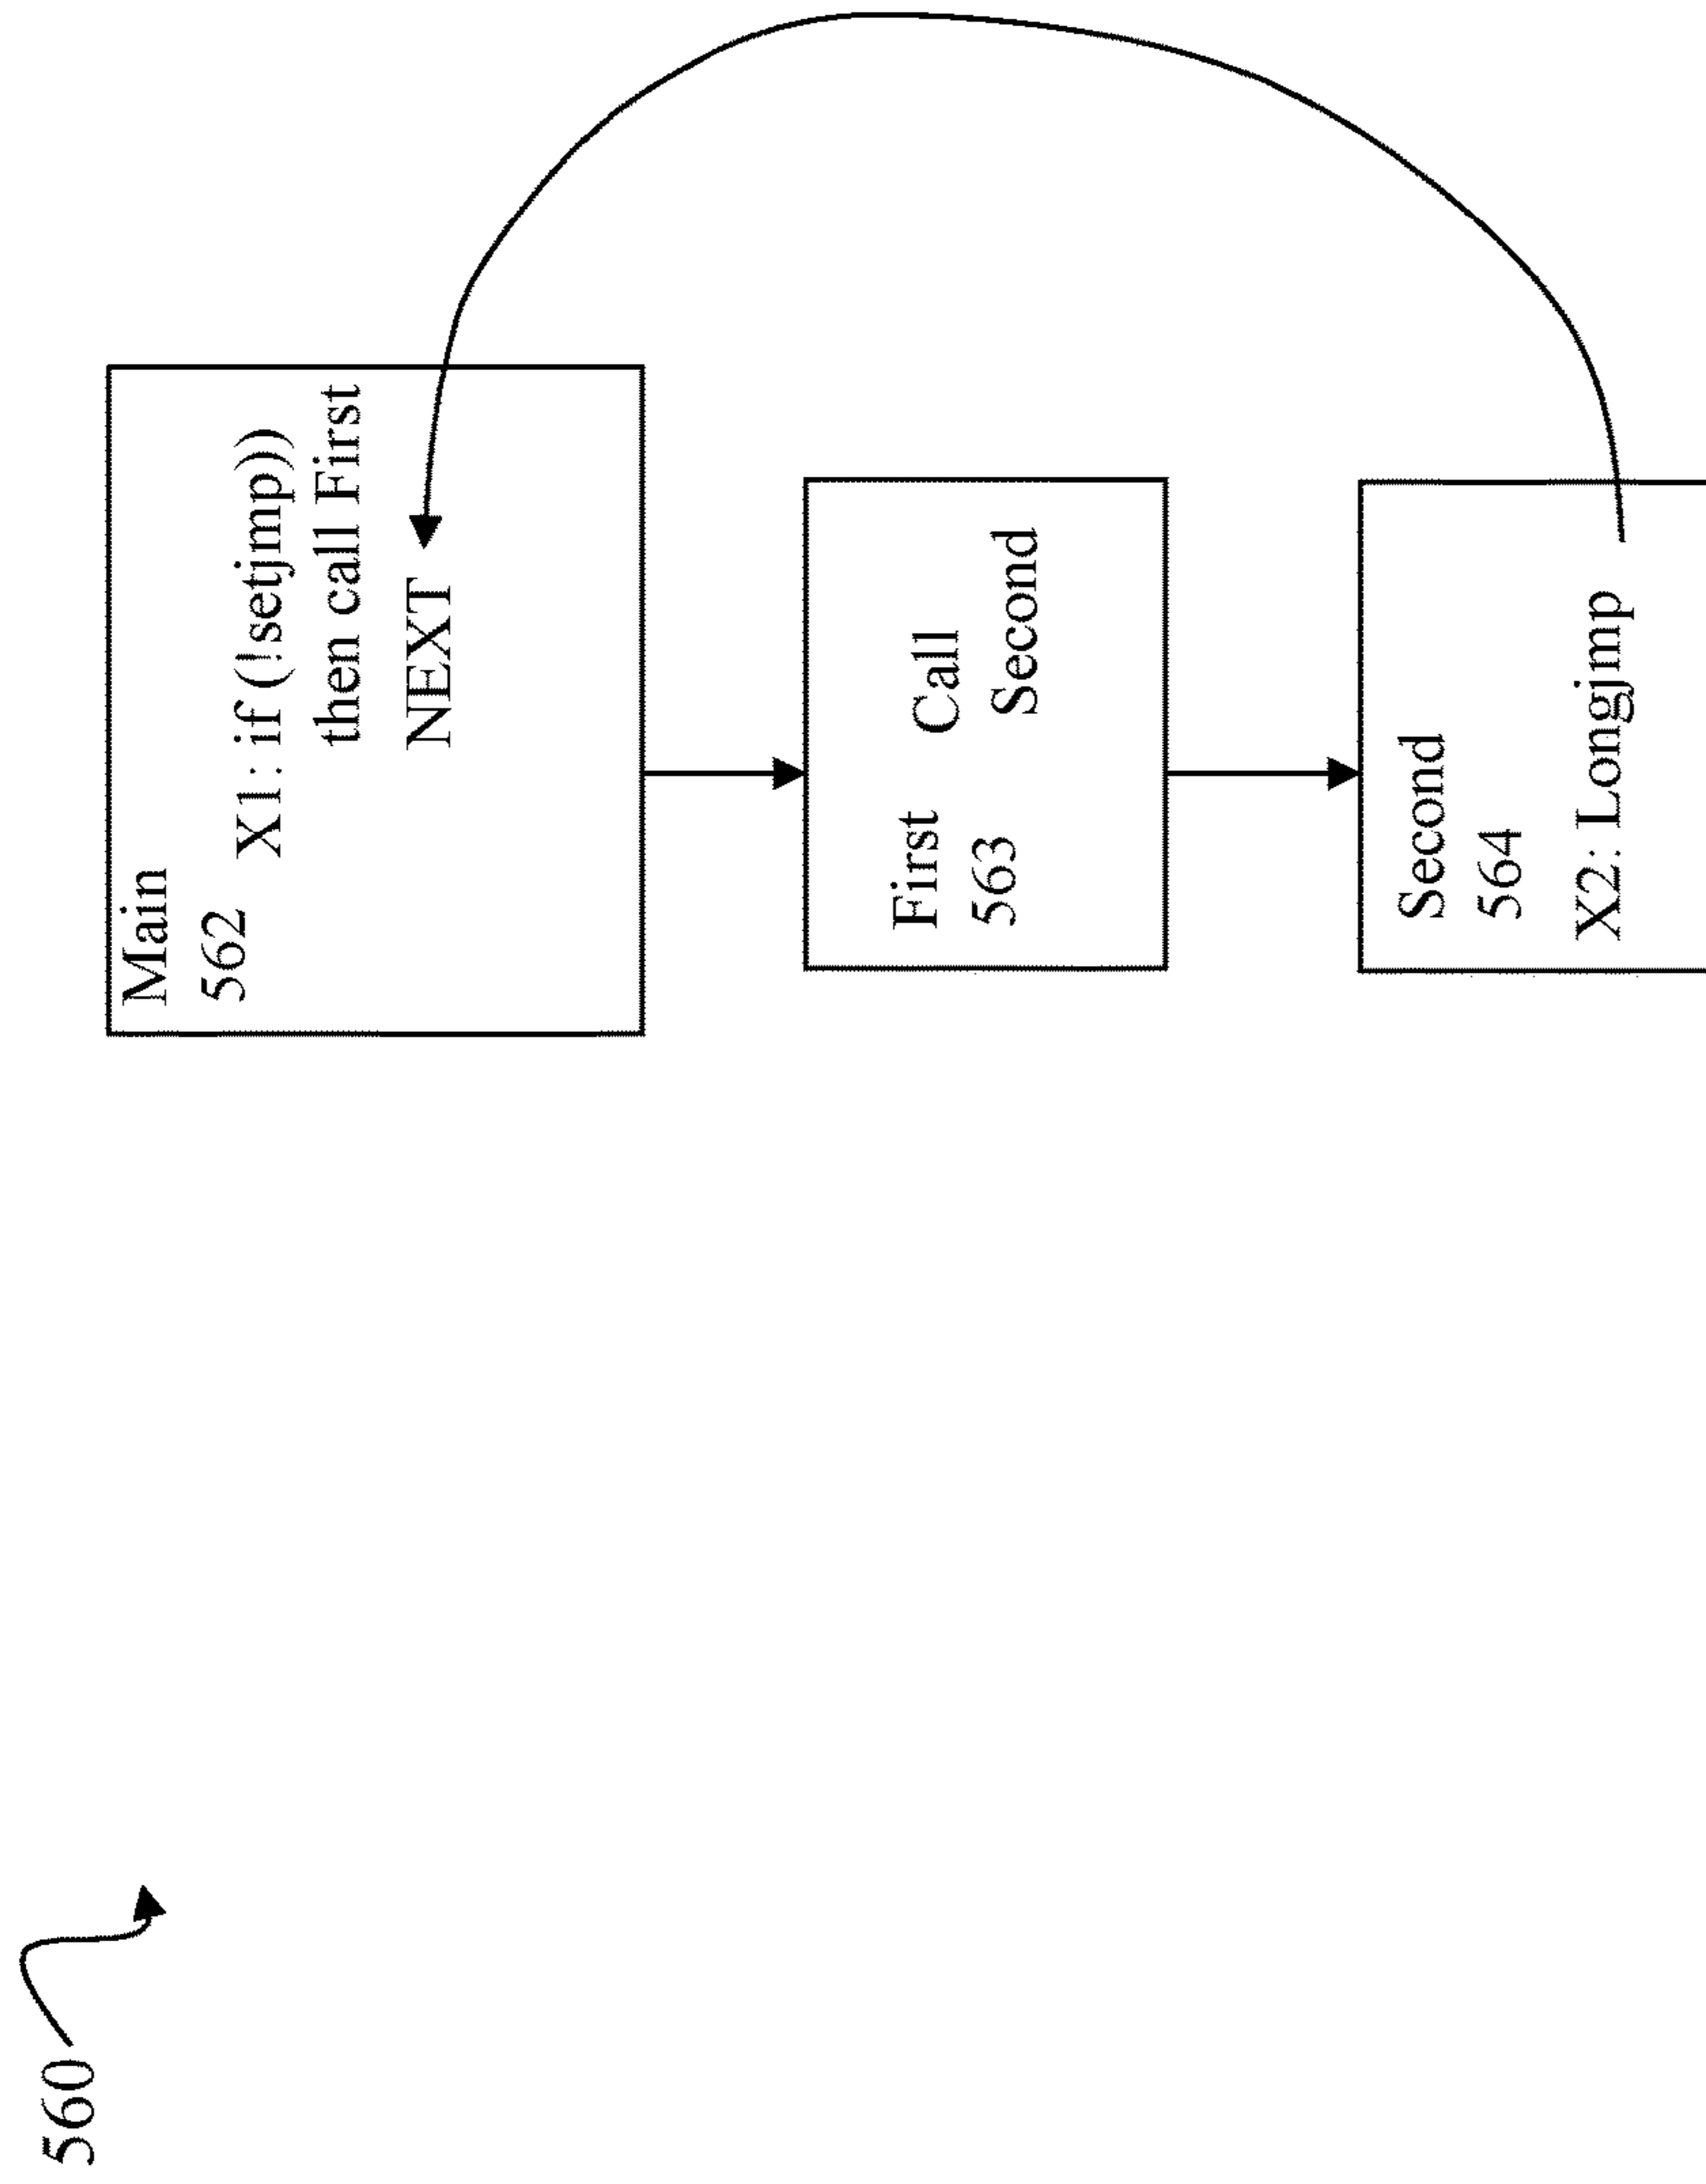 560
Main
562
X1: if (!setjmp))
then call First
NEXT
First
563
Call
Second
Second
564
X2: Longjmp